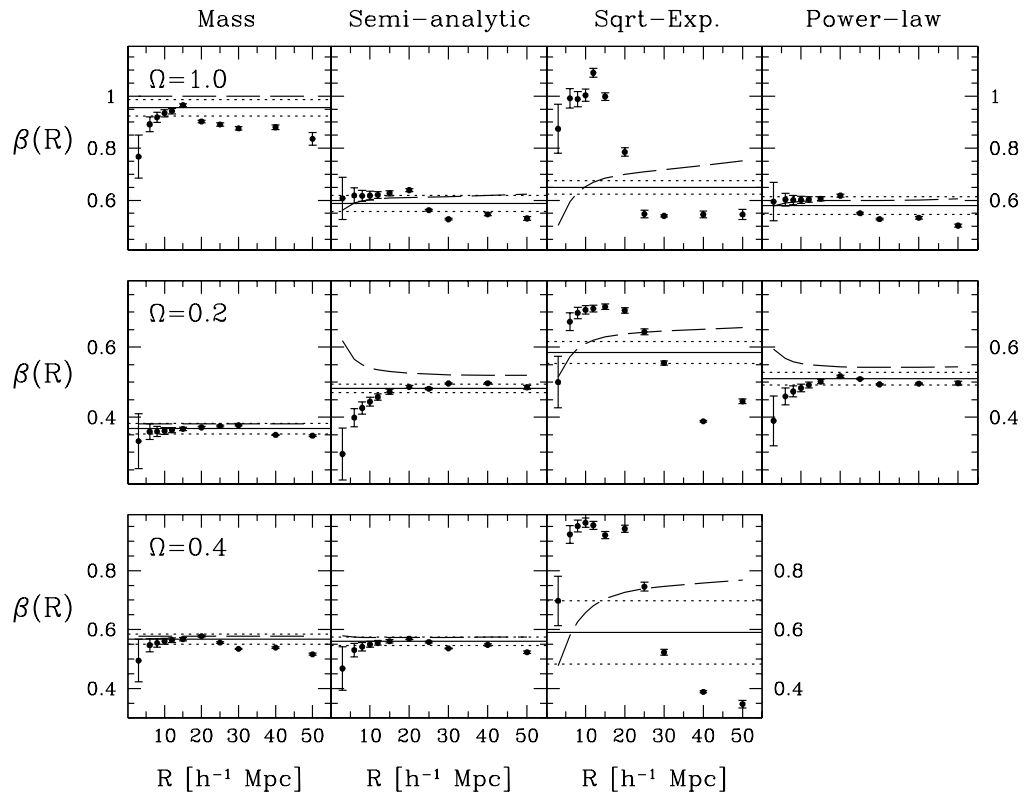 Mass Semi-analytic Sqrt-Exp. Power-law
Ω=1.0
1 1
β(R)
0.8 0.8
0.6 0.6
Ω=0.2
0.6 0.6
β(R)
0.4 0.4
Ω=0.4
0.8 0.8
β(R)
0.6 0.6
0.4 0.4
0 10 20 30 40 50 0 10 20 30 40 50 0 10 20 30 40 50
R [h⁻¹ Mpc] R [h⁻¹ Mpc] R [h⁻¹ Mpc]